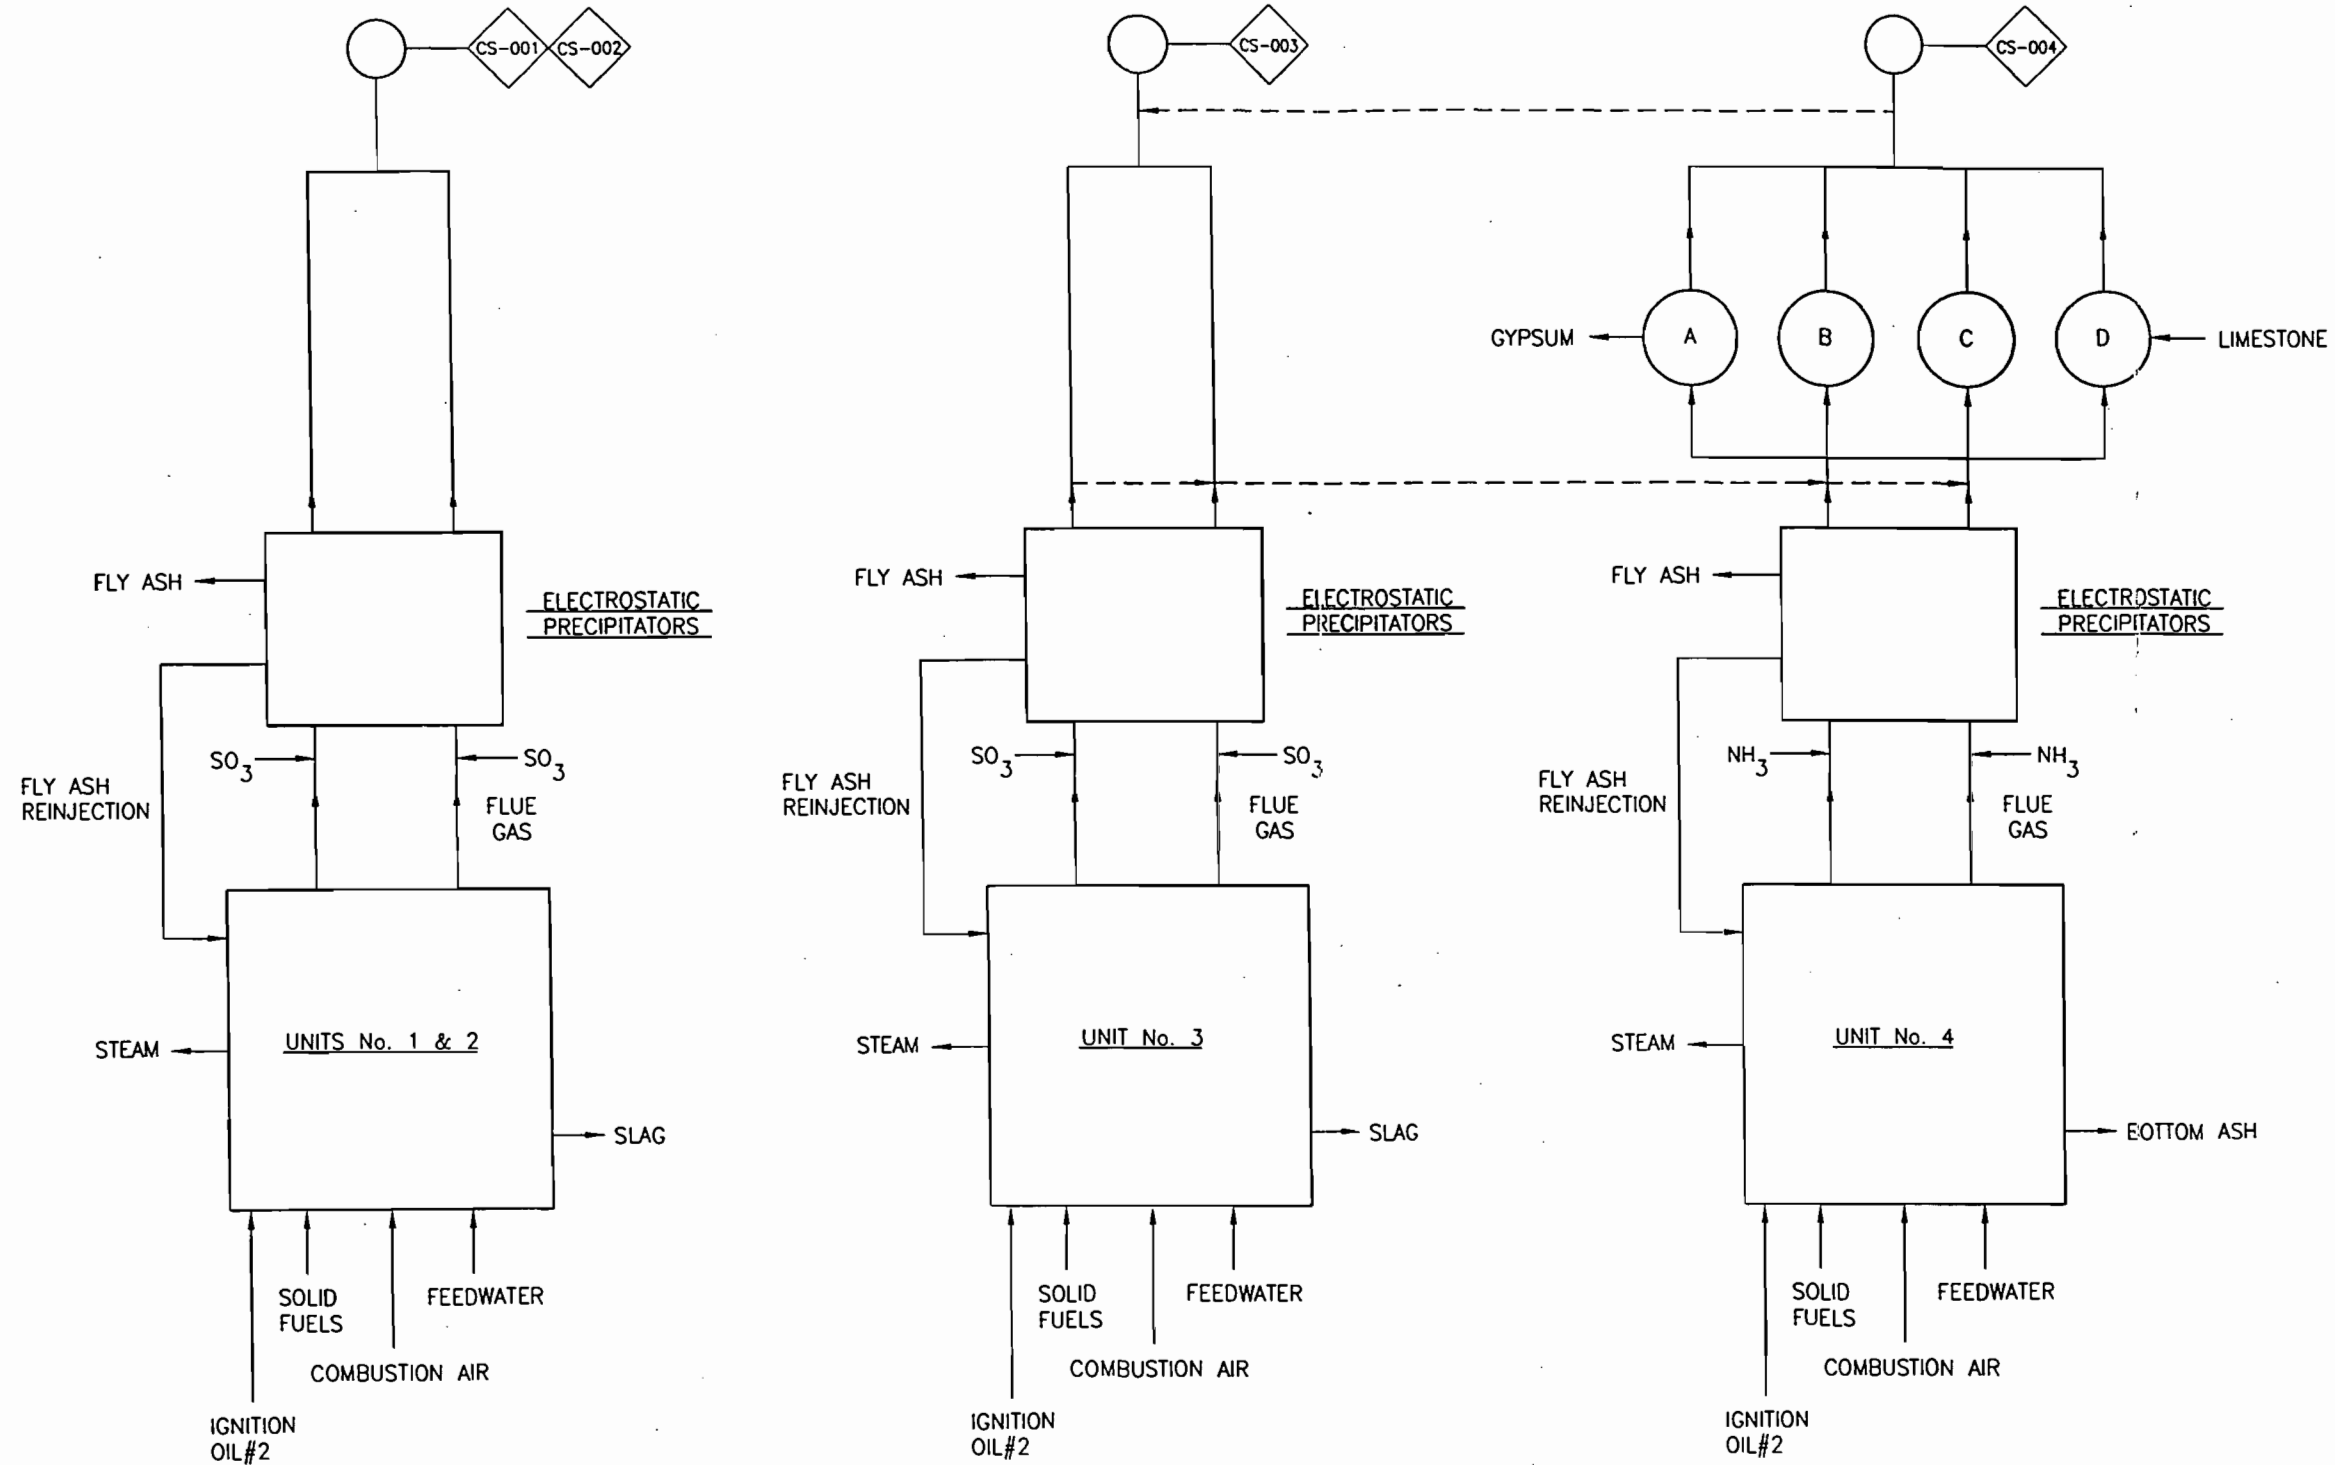 CS-001
CS-002
CS-003
CS-004
GYPSUM
A
B
C
D
LIMESTONE
FLY ASH
ELECTROSTATIC
PRECIPITATORS
FLY ASH
ELECTROSTATIC
PRECIPITATORS
FLY ASH
ELECTROSTATIC
PRECIPITATORS
SO3
SO3
FLY ASH
REINJECTION
FLUE
GAS
SO3
SO3
FLY ASH
REINJECTION
FLUE
GAS
NH3
NH3
FLY ASH
REINJECTION
FLUE
GAS
STEAM
UNITS No. 1 & 2
SLAG
STEAM
UNIT No. 3
SLAG
STEAM
UNIT No. 4
BOTTOM ASH
SOLID
FUELS
FEEDWATER
COMBUSTION AIR
IGNITION
OIL#2
SOLID
FUELS
FEEDWATER
COMBUSTION AIR
IGNITION
OIL#2
SOLID
FUELS
FEEDWATER
COMBUSTION AIR
IGNITION
OIL#2